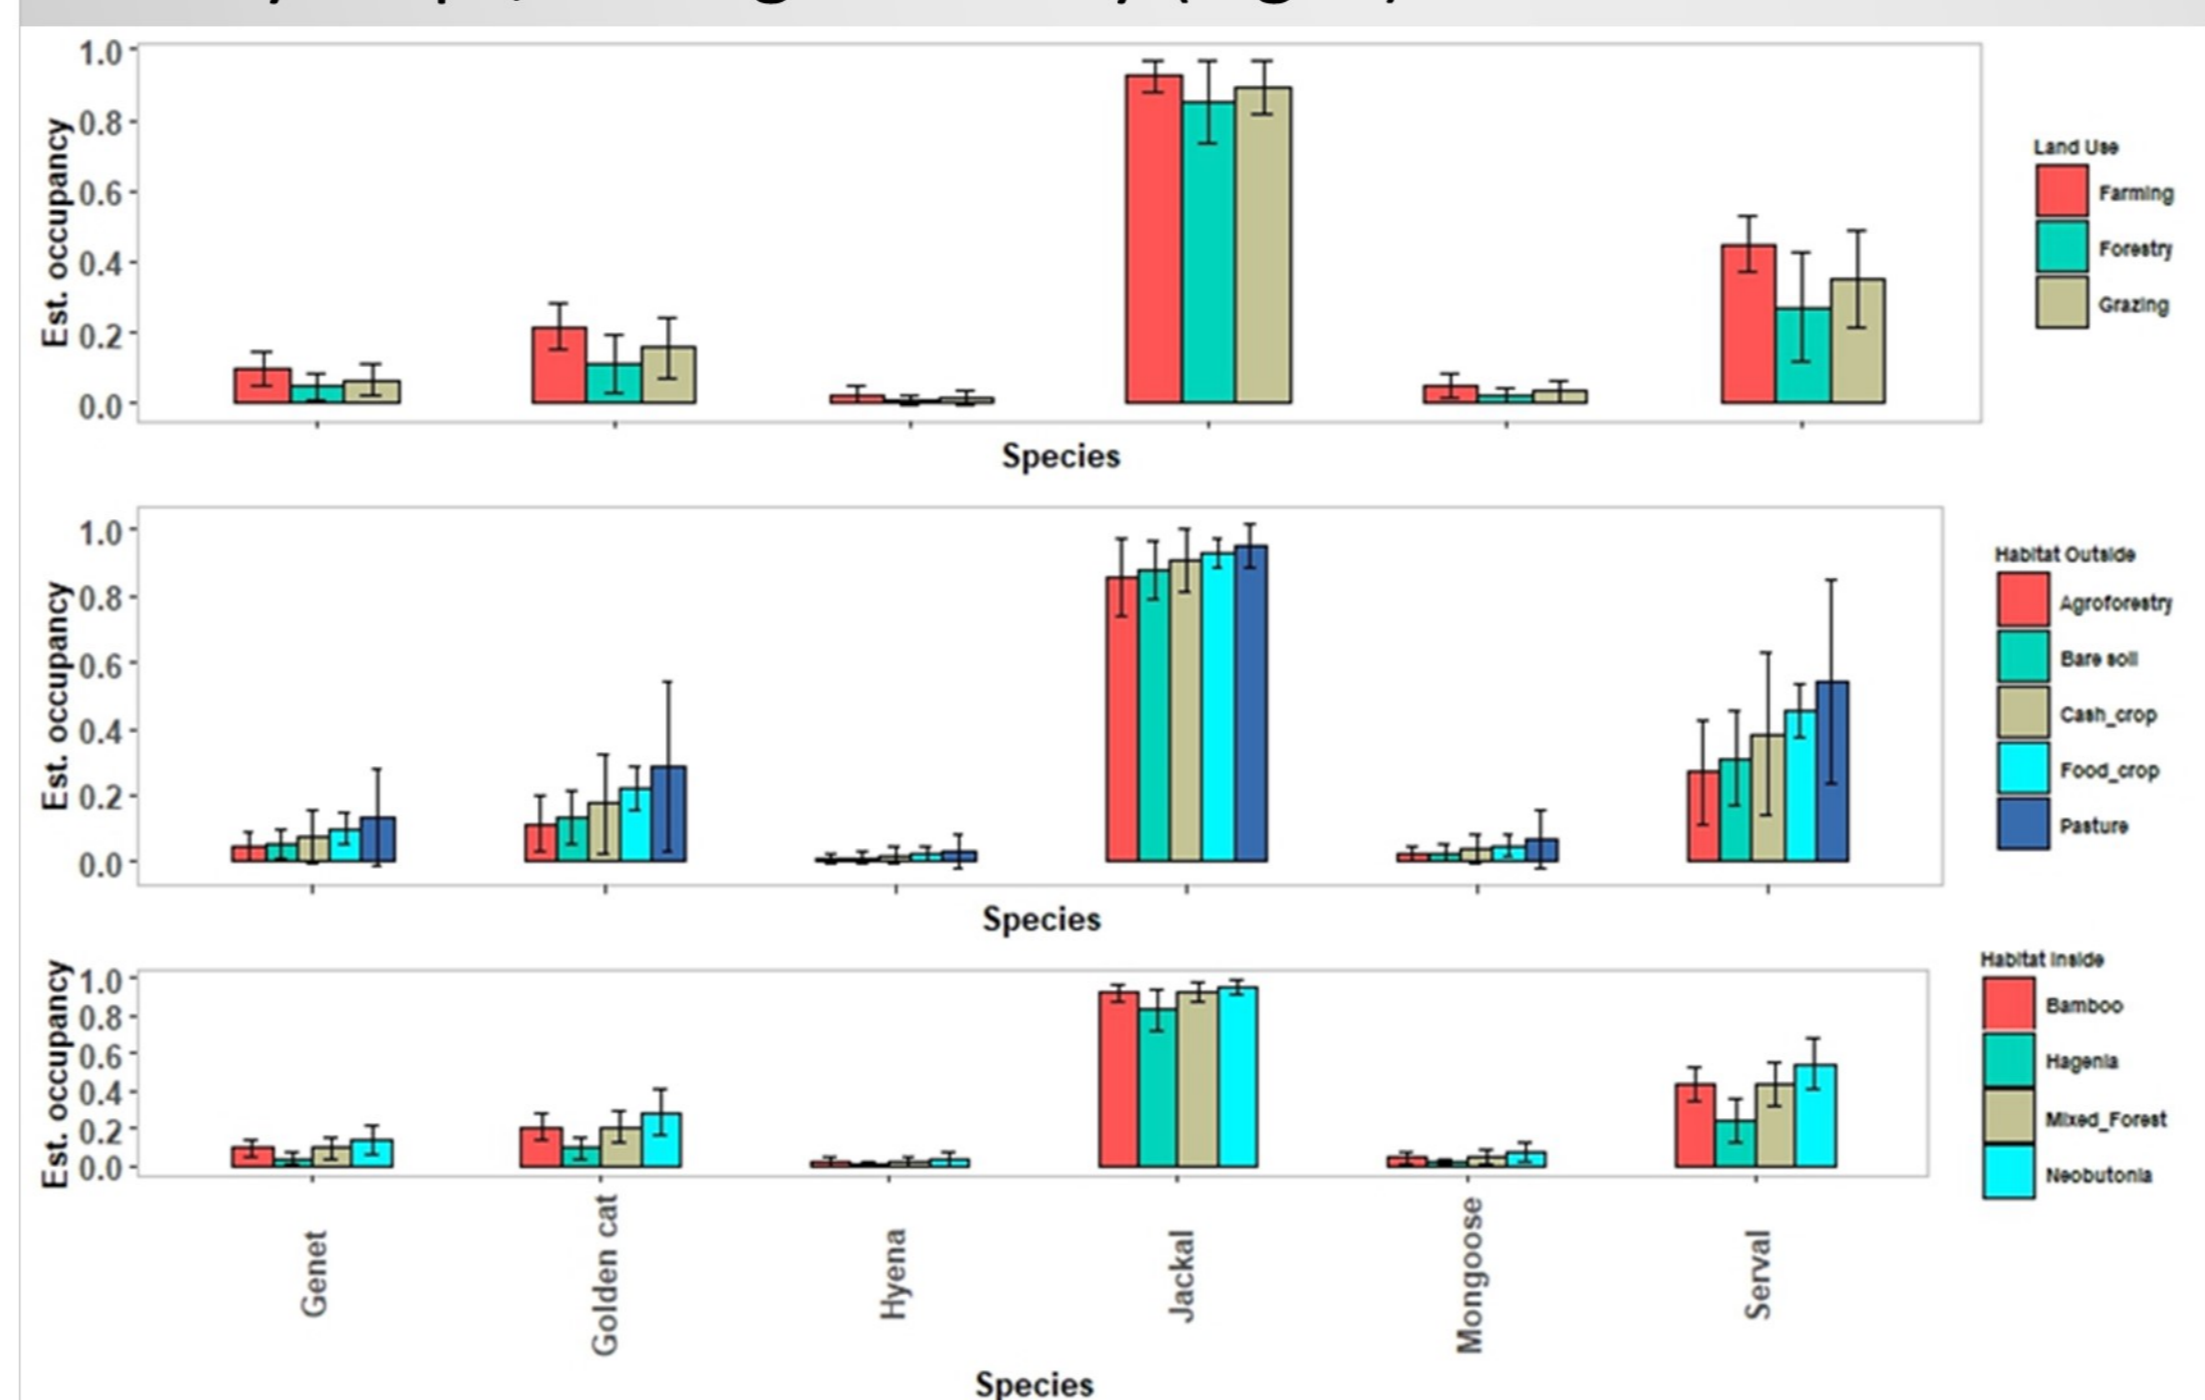 1.0
0.8
0.6
0.4
0.2
0.0
Est. occupancy
Species
Land Use
Farming
Forestry
Grazing
1.0
0.8
0.6
0.4
0.2
0.0
Est. occupancy
Species
Habitat Outside
Agroforestry
Bare soil
Cash_crop
Food_crop
Pasture
1.0
0.8
0.6
0.4
0.2
0.0
Est. occupancy
Genet
Golden cat
Hyena
Jackal
Mongoose
Serval
Species
Habitat Inside
Bamboo
Hagenia
Mixed_Forest
Neobutonia